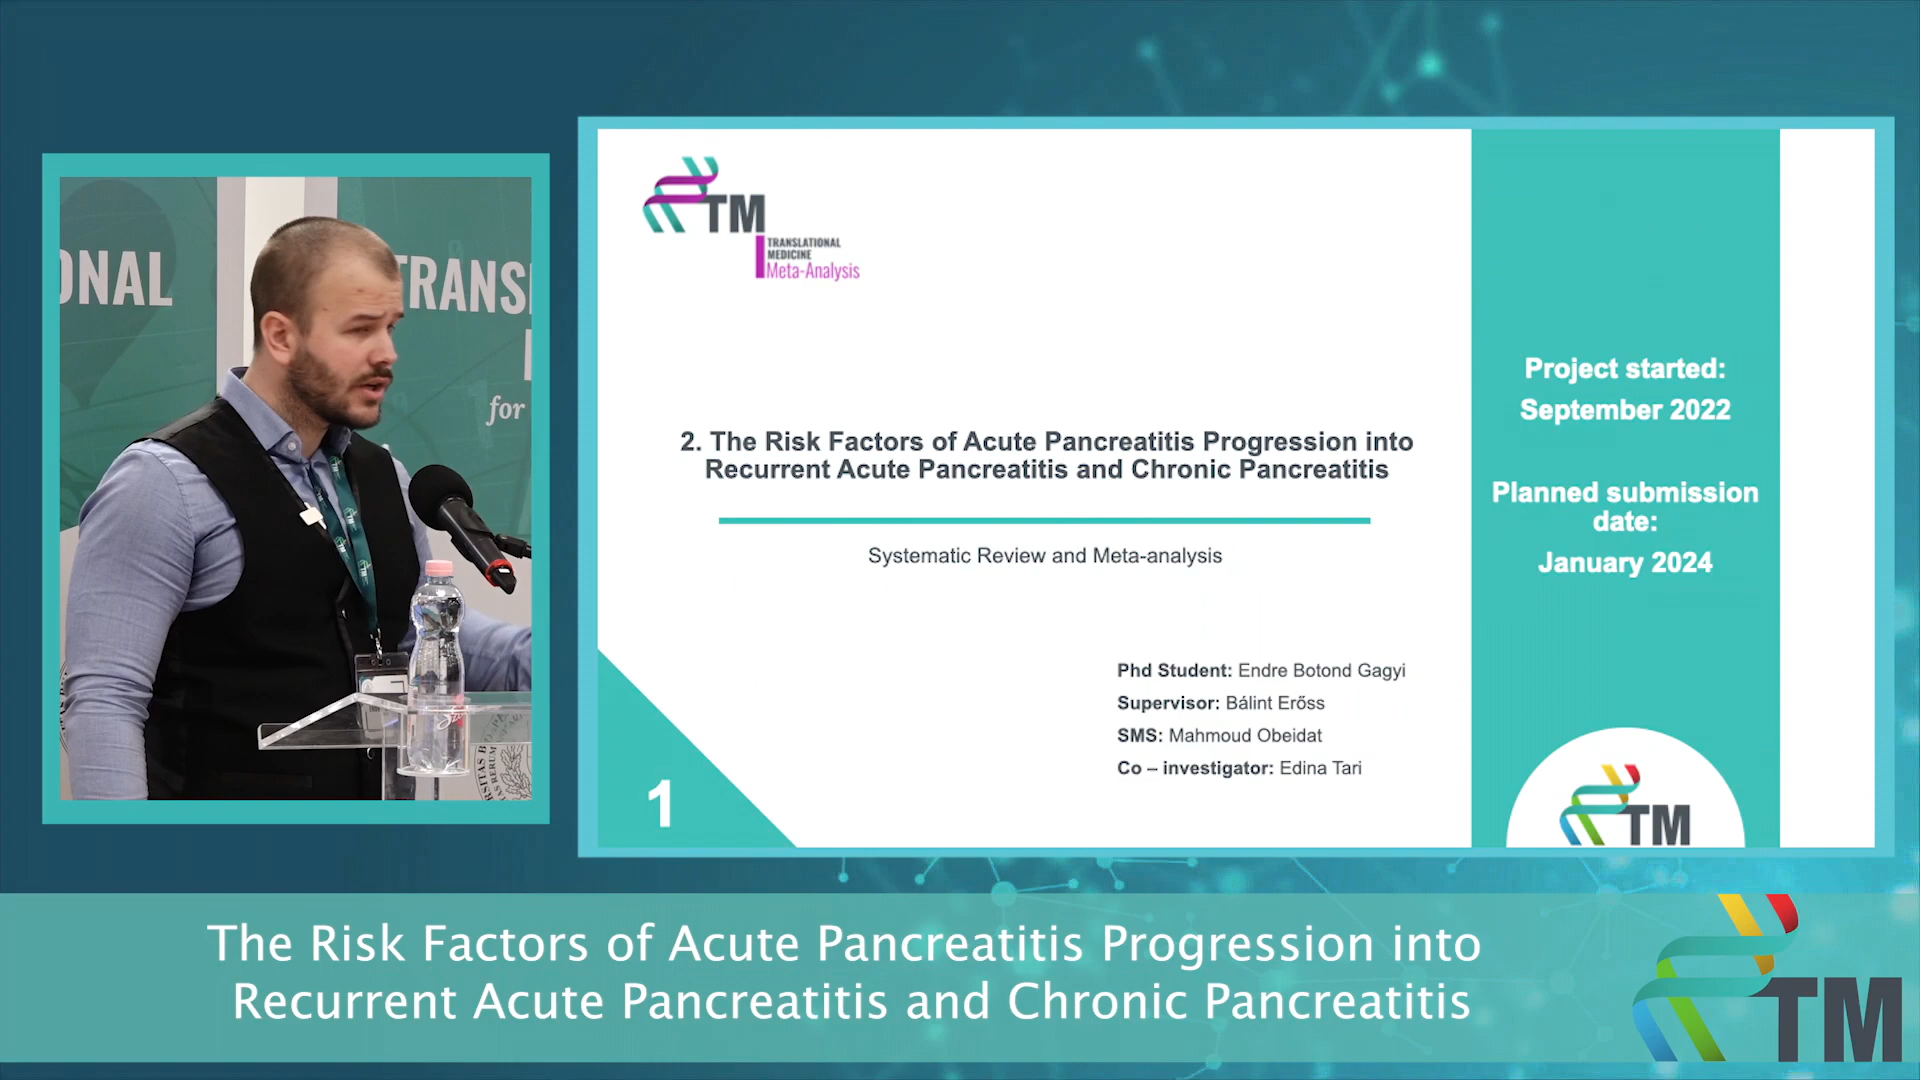 ONAL
TRANS
for
TM
TRANSLATIONAL
MEDICINE
Meta-Analysis
2. The Risk Factors of Acute Pancreatitis Progression into
Recurrent Acute Pancreatitis and Chronic Pancreatitis
Systematic Review and Meta-analysis
Phd Student: Endre Botond Gagyi
Supervisor: Bálint Erőss
SMS: Mahmoud Obeidat
Co – investigator: Edina Tari
1
Project started:
September 2022
Planned submission
date:
January 2024
TM
The Risk Factors of Acute Pancreatitis Progression into
Recurrent Acute Pancreatitis and Chronic Pancreatitis
TM